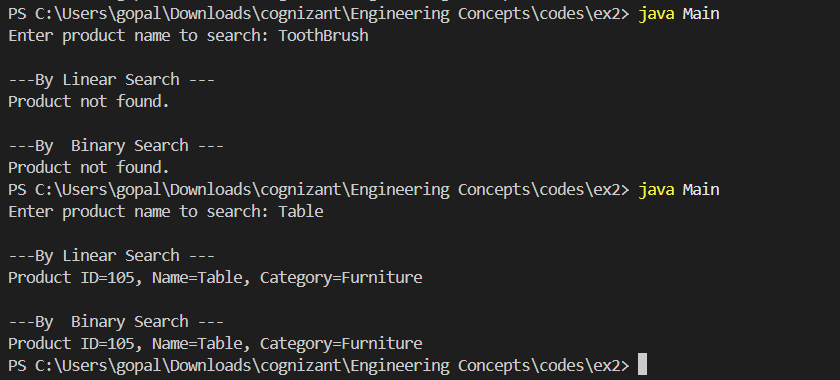 PS C:\Users\gopal\Downloads\cognizant\Engineering Concepts\codes\ex2> java Main
Enter product name to search: ToothBrush
---By Linear Search ---
Product not found.
---By  Binary Search ---
Product not found.
PS C:\Users\gopal\Downloads\cognizant\Engineering Concepts\codes\ex2> java Main
Enter product name to search: Table
---By Linear Search ---
Product ID=105, Name=Table, Category=Furniture
---By  Binary Search ---
Product ID=105, Name=Table, Category=Furniture
PS C:\Users\gopal\Downloads\cognizant\Engineering Concepts\codes\ex2>